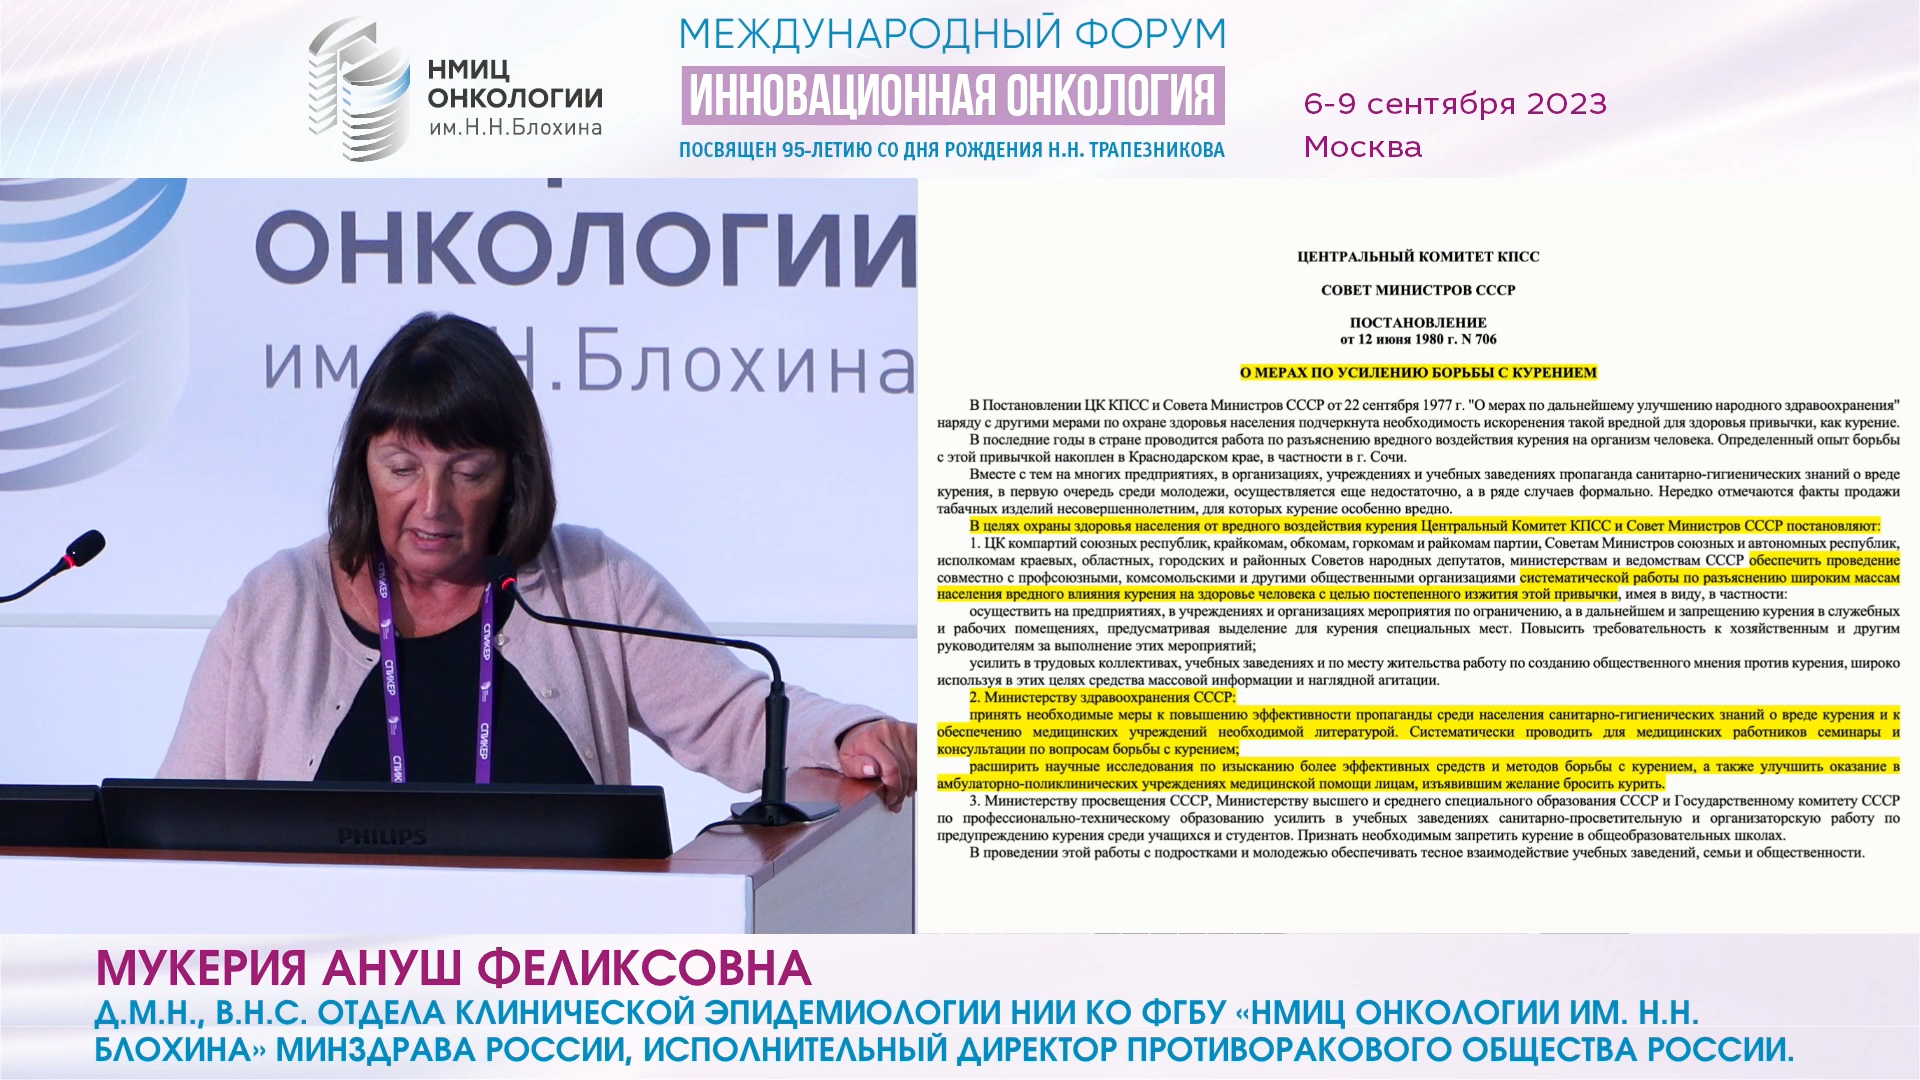 НМИЦ
ОНКОЛОГИИ
им.Н.Н.Блохина
МЕЖДУНАРОДНЫЙ ФОРУМ
ИННОВАЦИОННАЯ ОНКОЛОГИЯ
ПОСВЯЩЕН 95-ЛЕТИЮ СО ДНЯ РОЖДЕНИЯ Н.Н. ТРАПЕЗНИКОВА
6-9 сентября 2023
Москва
ОНКОЛОГИИ
им. Н.Блохина
СПИКЕР
СПИКЕР
СПИКЕР
СПИКЕР
СПИК
PHILIPS
ЦЕНТРАЛЬНЫЙ КОМИТЕТ КПСС
СОВЕТ МИНИСТРОВ СССР
ПОСТАНОВЛЕНИЕ
от 12 июня 1980 г. N 706
О МЕРАХ ПО УСИЛЕНИЮ БОРЬБЫ С КУРЕНИЕМ
В Постановлении ЦК КПСС и Совета Министров СССР от 22 сентября 1977 г. "О мерах по дальнейшему улучшению народного здравоохранения"
наряду с другими мерами по охране здоровья населения подчеркнута необходимость искоренения такой вредной для здоровья привычки, как курение.
В последние годы в стране проводится работа по разъяснению вредного воздействия курения на организм человека. Определенный опыт борьбы
с этой привычкой накоплен в Краснодарском крае, в частности в г. Сочи.
Вместе с тем на многих предприятиях, в организациях, учреждениях и учебных заведениях пропаганда санитарно-гигиенических знаний о вреде
курения, в первую очередь среди молодежи, осуществляется еще недостаточно, а в ряде случаев формально. Нередко отмечаются факты продажи
табачных изделий несовершеннолетним, для которых курение особенно вредно.
В целях охраны здоровья населения от вредного воздействия курения Центральный Комитет КПСС и Совет Министров СССР постановляют:
1. ЦК компартий союзных республик, крайкомам, обкомам, горкомам и райкомам партии, Советам Министров союзных и автономных республик,
исполкомам краевых, областных, городских и районных Советов народных депутатов, министерствам и ведомствам СССР обеспечить проведение
совместно с профсоюзными, комсомольскими и другими общественными организациями систематической работы по разъяснению широким массам
населения вредного влияния курения на здоровье человека с целью постепенного изжития этой привычки, имея в виду, в частности:
осуществить на предприятиях, в учреждениях и организациях мероприятия по ограничению, а в дальнейшем и запрещению курения в служебных
и рабочих помещениях, предусматривая выделение для курения специальных мест. Повысить требовательность к хозяйственным и другим
руководителям за выполнение этих мероприятий;
усилить в трудовых коллективах, учебных заведениях и по месту жительства работу по созданию общественного мнения против курения, широко
используя в этих целях средства массовой информации и наглядной агитации.
2. Министерству здравоохранения СССР:
принять необходимые меры к повышению эффективности пропаганды среди населения санитарно-гигиенических знаний о вреде курения и к
обеспечению медицинских учреждений необходимой литературой. Систематически проводить для медицинских работников семинары и
консультации по вопросам борьбы с курением;
расширить научные исследования по изысканию более эффективных средств и методов борьбы с курением, а также улучшить оказание в
амбулаторно-поликлинических учреждениях медицинской помощи лицам, изъявившим желание бросить курить.
3. Министерству просвещения СССР, Министерству высшего и среднего специального образования СССР и Государственному комитету СССР
по профессионально-техническому образованию усилить в учебных заведениях санитарно-просветительную и организаторскую работу по
предупреждению курения среди учащихся и студентов. Признать необходимым запретить курение в общеобразовательных школах.
В проведении этой работы с подростками и молодежью обеспечивать тесное взаимодействие учебных заведений, семьи и общественности.
МУКЕРИЯ АНУШ ФЕЛИКСОВНА
Д.М.Н., В.Н.С. ОТДЕЛА КЛИНИЧЕСКОЙ ЭПИДЕМИОЛОГИИ НИИ КО ФГБУ «НМИЦ ОНКОЛОГИИ ИМ. Н.Н.
БЛОХИНА» МИНЗДРАВА РОССИИ, ИСПОЛНИТЕЛЬНЫЙ ДИРЕКТОР ПРОТИВОРАКОВОГО ОБЩЕСТВА РОССИИ.